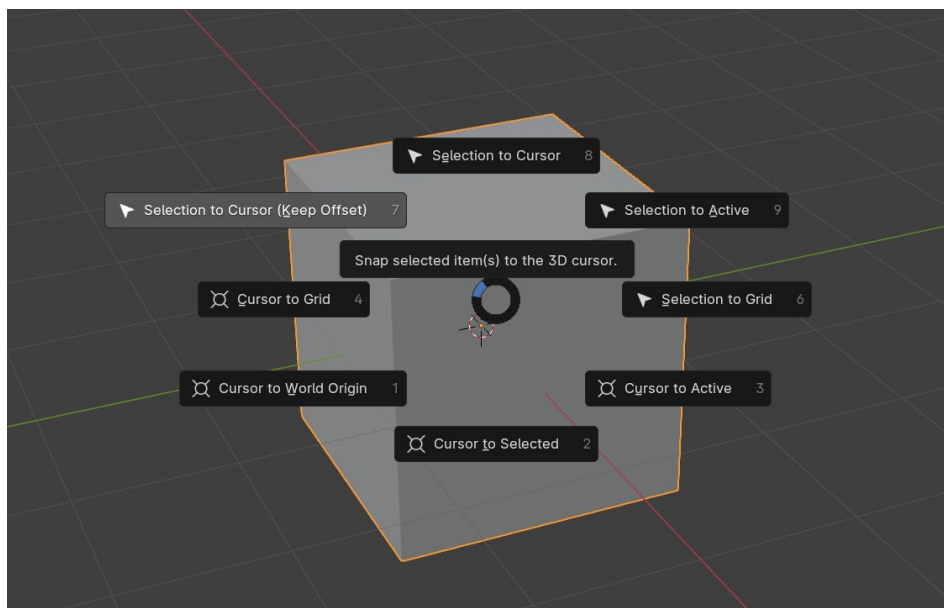 Selection to Cursor 8
Selection to Cursor (Keep Offset) 7
Selection to Active 9
Snap selected item(s) to the 3D cursor.
Cursor to Grid 4
Selection to Grid 6
Cursor to World Origin 1
Cursor to Active 3
Cursor to Selected 2